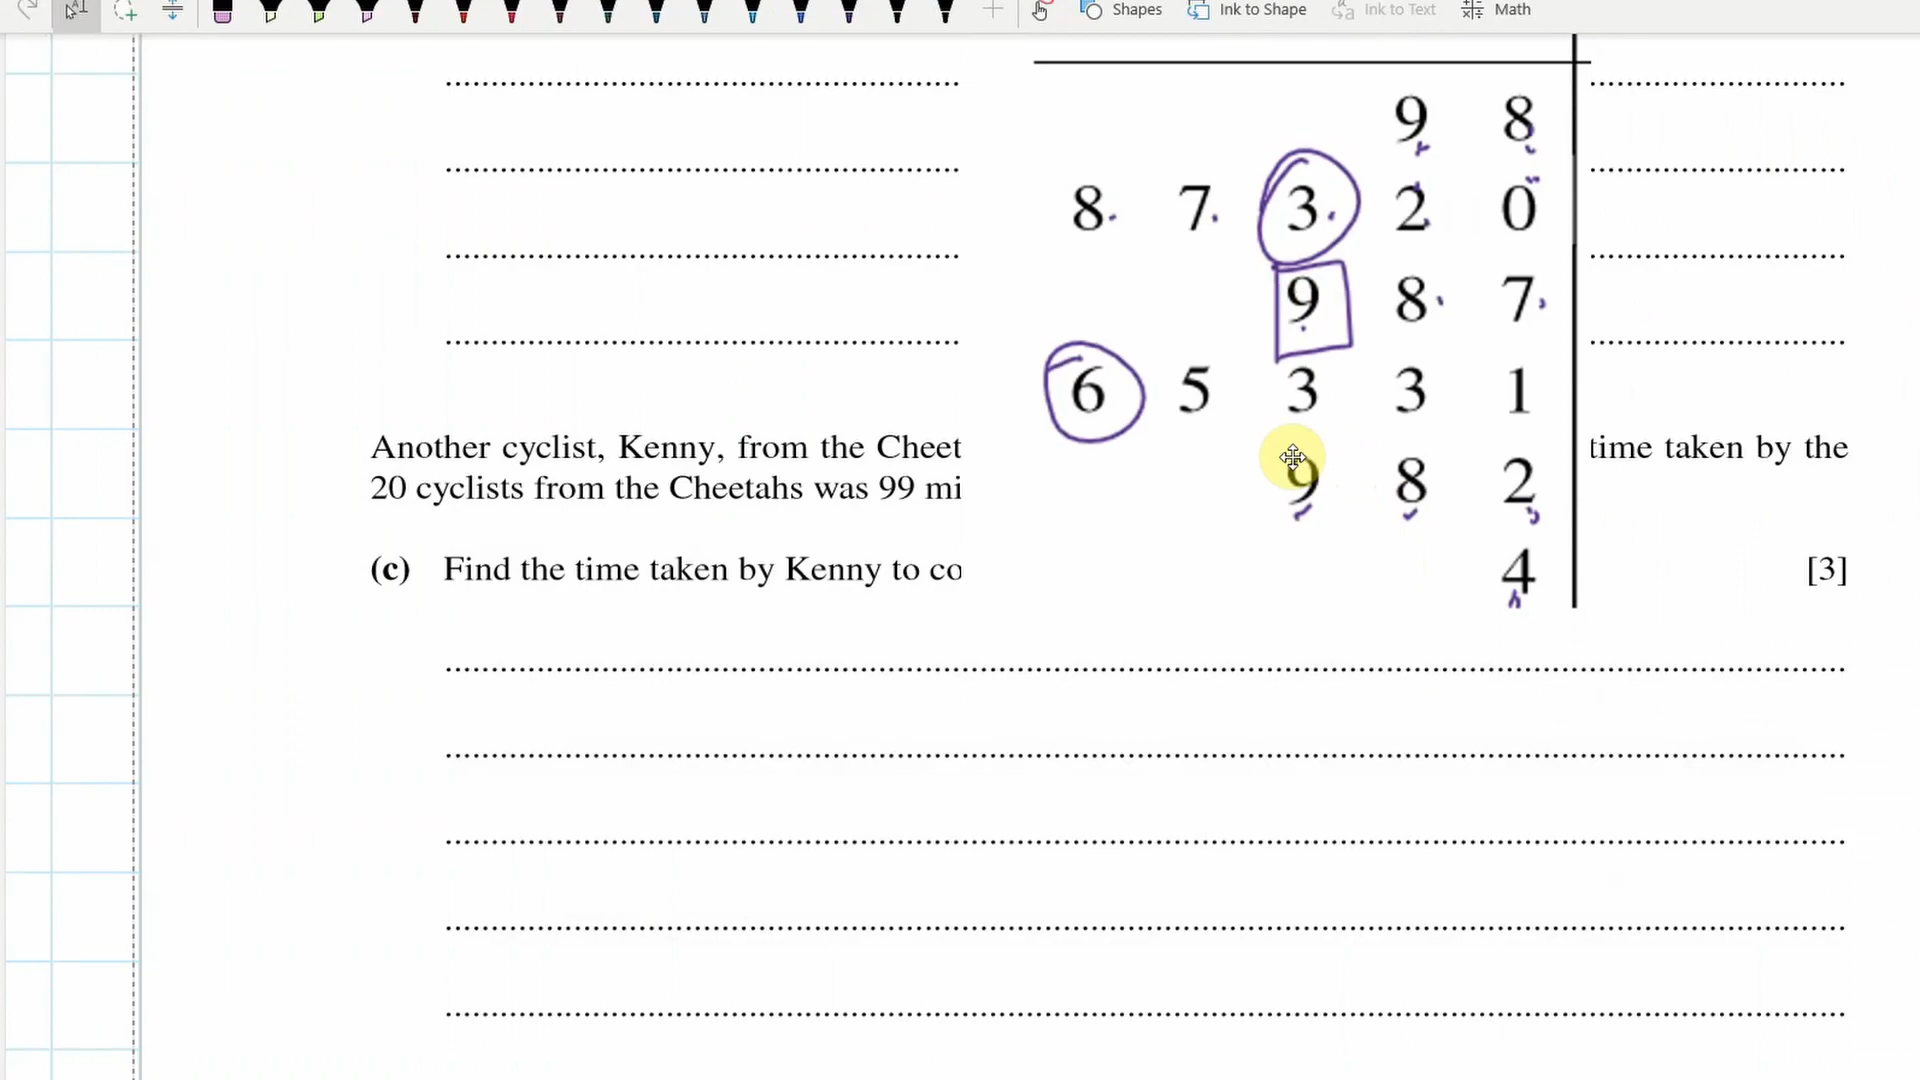 Shapes Ink to Shape Ink to Text Math
9 8
8 7 3 2 0
9 8 7
6 5 3 3 1
Another cyclist, Kenny, from the Cheet time taken by the
9 8 2
20 cyclists from the Cheetahs was 99 mi
4
(c) Find the time taken by Kenny to co [3]